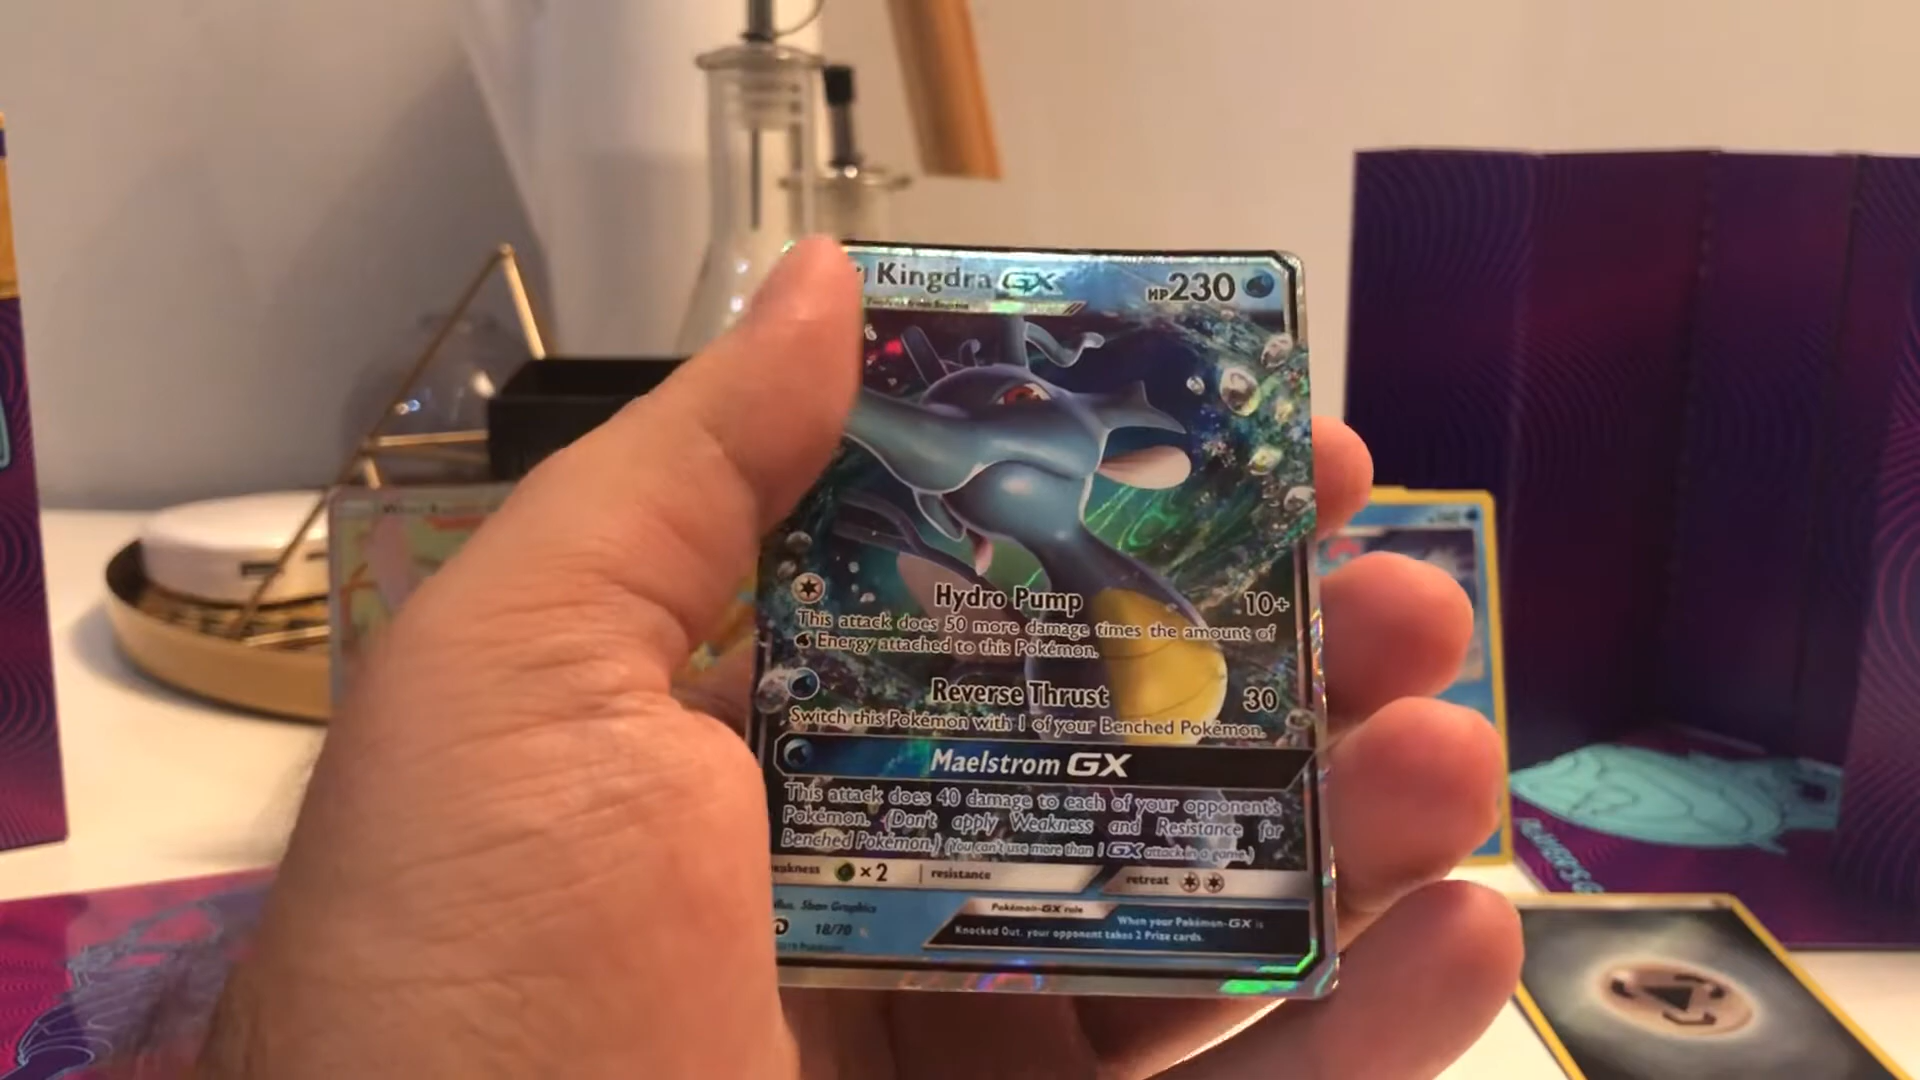 Kingdra GX HP230
Hydro Pump 10+
This attack does 50 more damage times the amount of
Energy attached to this Pokémon.
Reverse Thrust 30
Switch this Pokémon with 1 of your Benched Pokémon.
Maelstrom GX
This attack does 40 damage to each of your opponent's
Pokémon. (Don't apply Weakness and Resistance for
Benched Pokémon.) (You can't use more than 1 GX attack in a game.)
×2 resistance retreat
Shan Graphics Pokémon-GX rule
When your Pokémon-GX is
18/70 Knocked Out, your opponent takes 2 Prize cards.